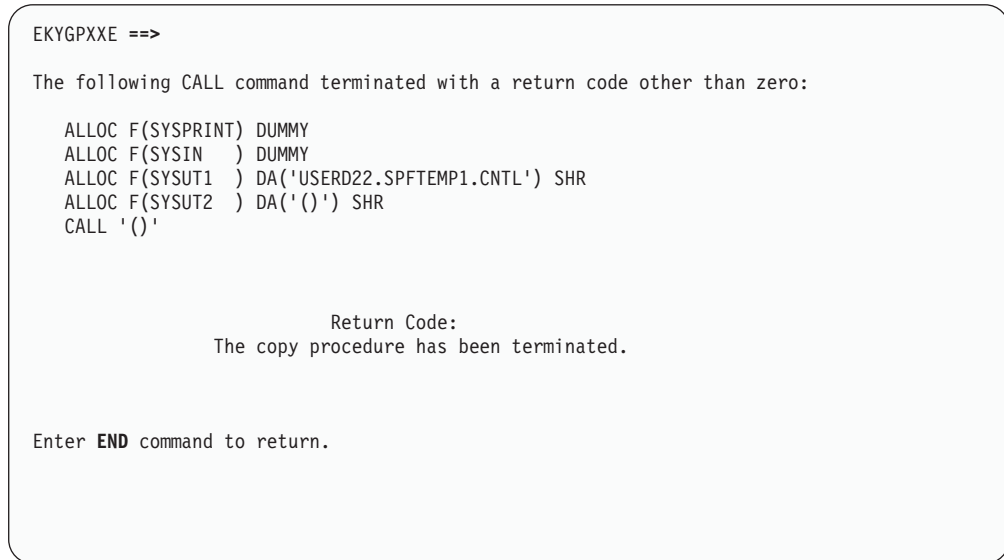 EKYGPXXE ==>
The following CALL command terminated with a return code other than zero:
ALLOC F(SYSPRINT) DUMMY
ALLOC F(SYSIN   ) DUMMY
ALLOC F(SYSUT1  ) DA('USERD22.SPFTEMP1.CNTL') SHR
ALLOC F(SYSUT2  ) DA('()') SHR
CALL '()'
Return Code:
The copy procedure has been terminated.
Enter END command to return.